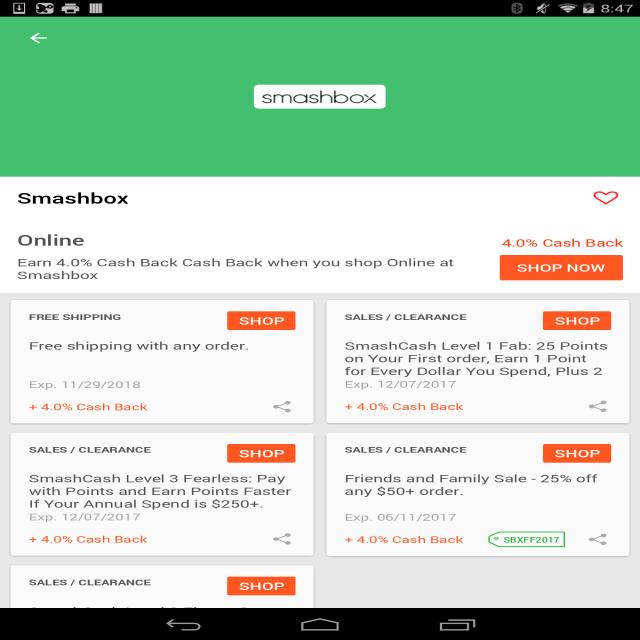 8:47
smashbox
Smashbox
Online
4.0% Cash Back
Earn 4.0% Cash Back Cash Back when you shop Online at
Smashbox
SHOP NOW
FREE SHIPPING
SHOP
Free shipping with any order.
Exp. 11/29/2018
+ 4.0% Cash Back
SALES / CLEARANCE
SHOP
SmashCash Level 1 Fab: 25 Points
on Your First order, Earn 1 Point
for Every Dollar You Spend, Plus 2
Exp. 12/07/2017
+ 4.0% Cash Back
SALES / CLEARANCE
SHOP
SmashCash Level 3 Fearless: Pay
with Points and Earn Points Faster
If Your Annual Spend is $250+.
Exp. 12/07/2017
+ 4.0% Cash Back
SALES / CLEARANCE
SHOP
Friends and Family Sale - 25% off
any $50+ order.
Exp. 06/11/2017
+ 4.0% Cash Back
SBXFF2017
SALES / CLEARANCE
SHOP